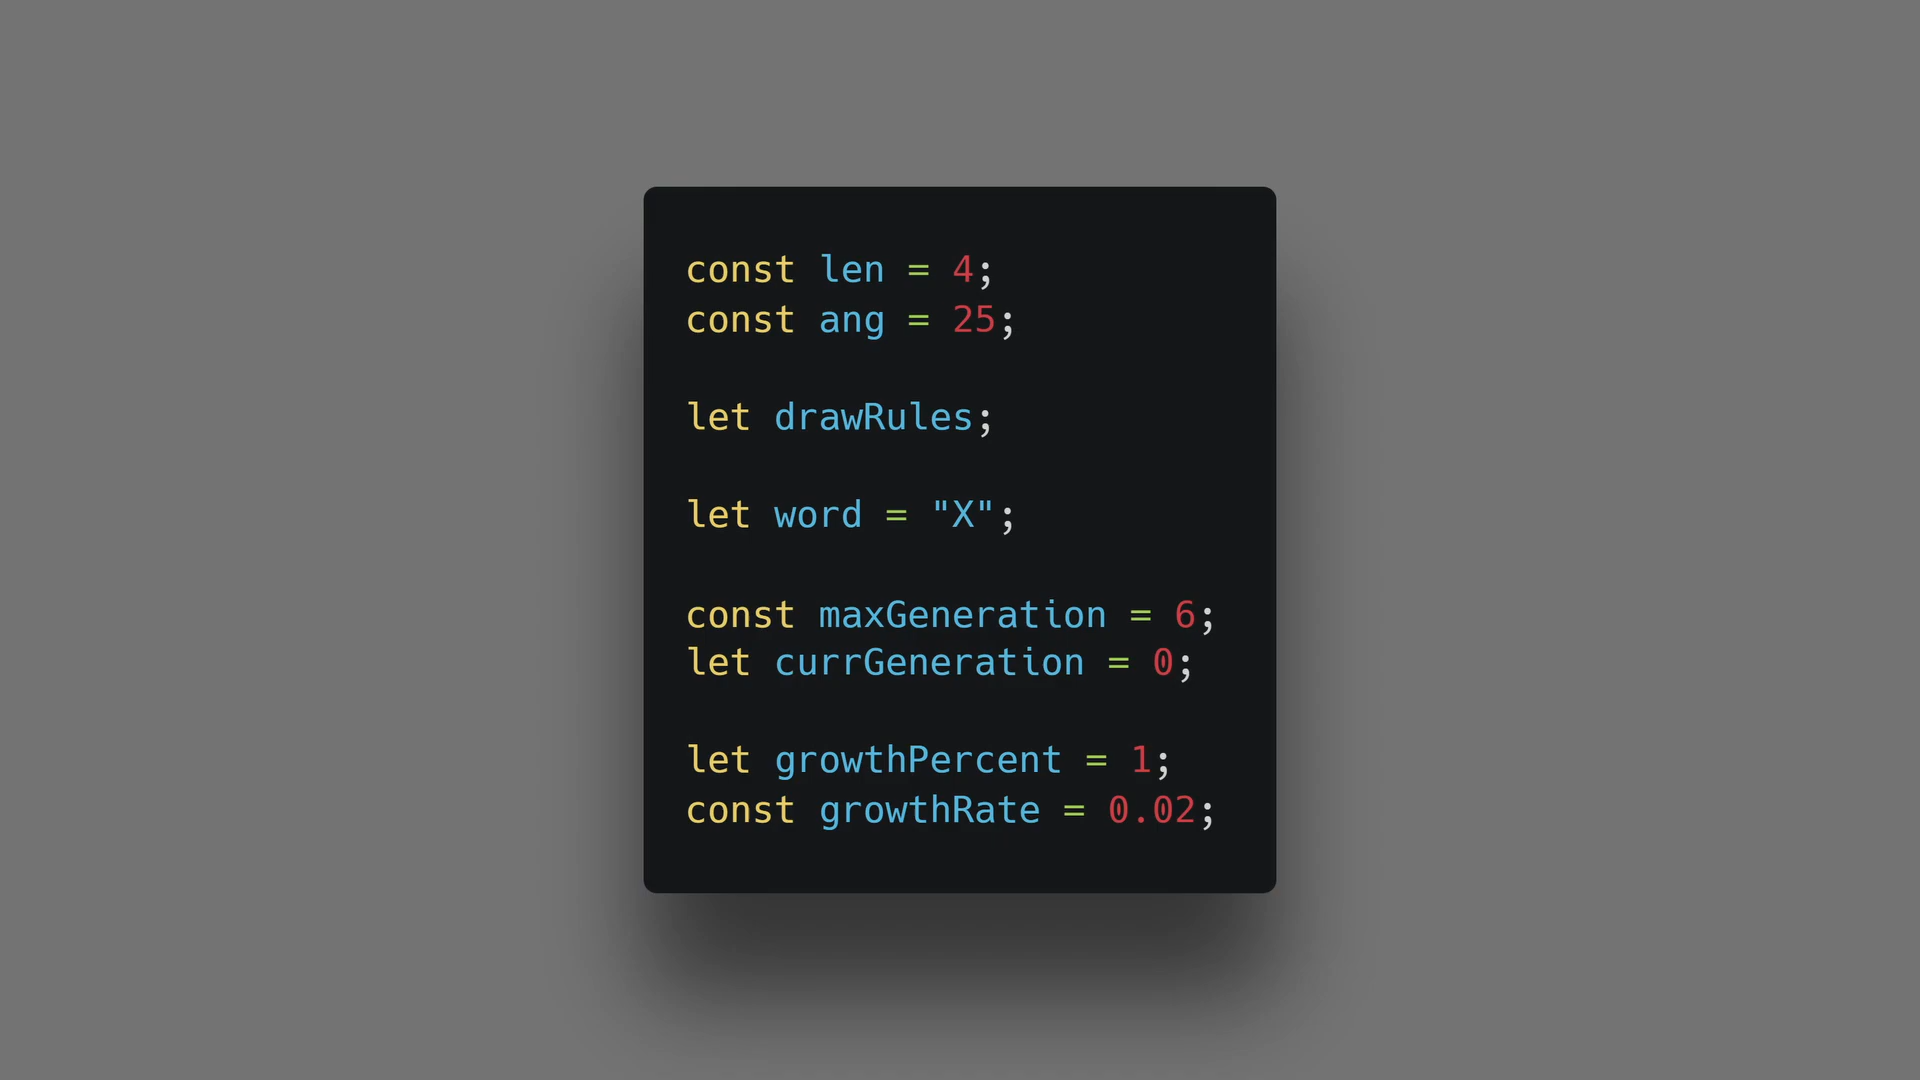 const len = 4;
const ang = 25;
let drawRules;
let word = "X";
const maxGeneration = 6;
let currGeneration = 0;
let growthPercent = 1;
const growthRate = 0.02;